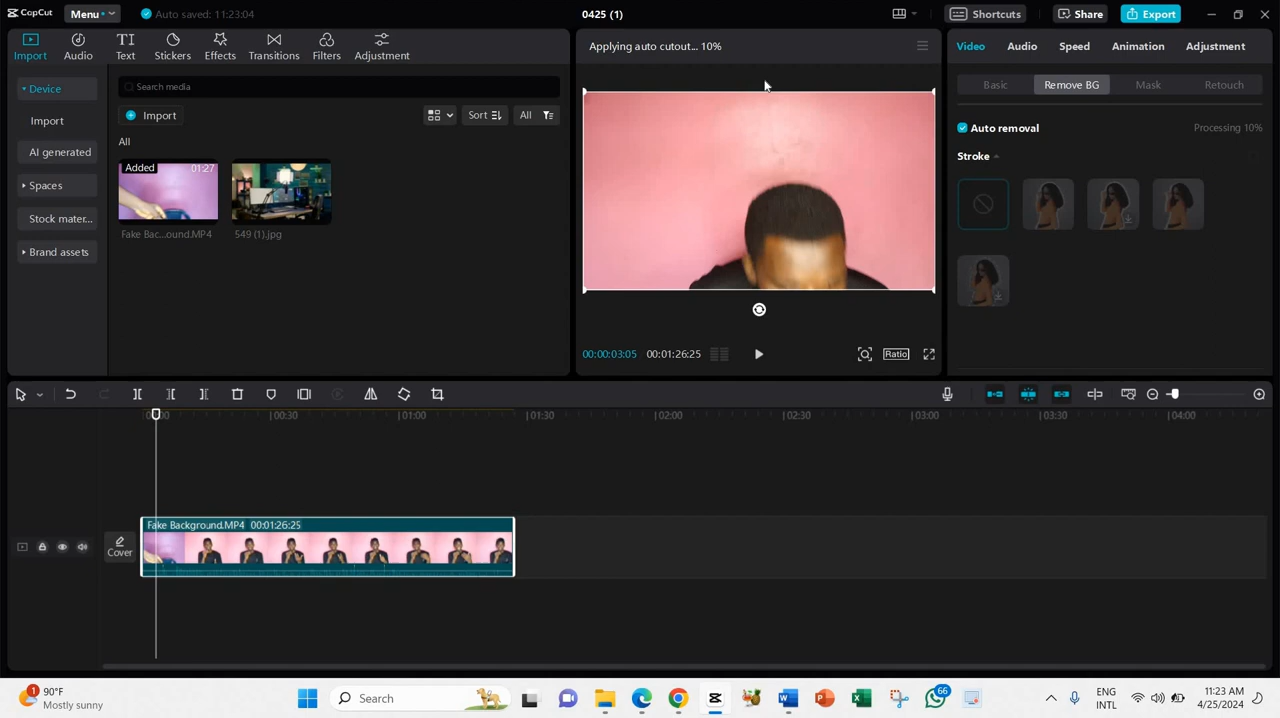 CapCut
Menu
Auto saved: 11:23:04
0425 (1)
Shortcuts
Share
Export
Import
Audio
Text
Stickers
Effects
Transitions
Filters
Adjustment
Device
Import
AI generated
Spaces
Stock mater...
Brand assets
Search media
Import
Sort
All
All
Added
01:27
Fake Bac...ound.MP4
549 (1).jpg
Applying auto cutout... 10%
00:00:03:05
00:01:26:25
Ratio
Video
Audio
Speed
Animation
Adjustment
Basic
Remove BG
Mask
Retouch
Auto removal
Processing 10%
Stroke
00:30
01:00
01:30
02:00
02:30
03:00
03:30
04:00
Cover
Fake Background.MP4 00:01:26:25
1
90°F
Mostly sunny
Search
66
ENG
INTL
11:23 AM
4/25/2024